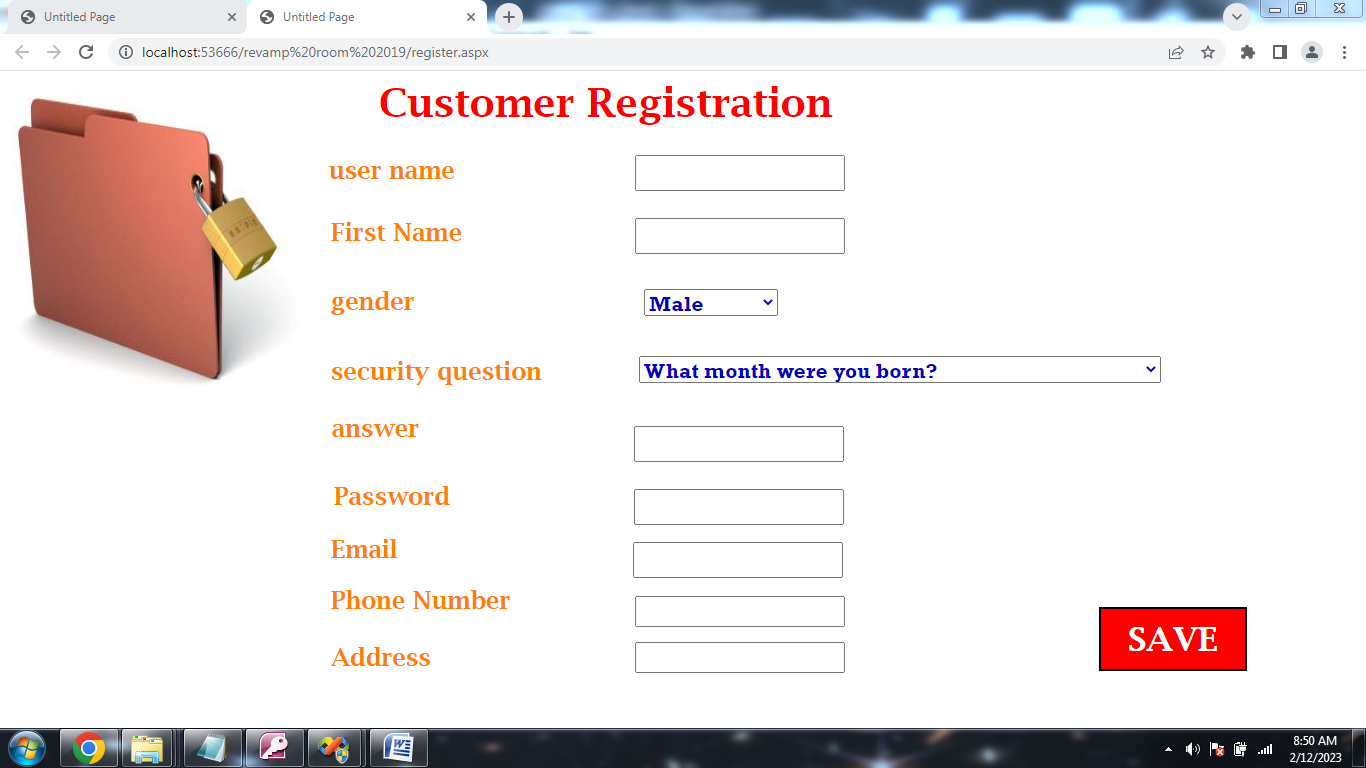 Untitled Page
Untitled Page
localhost:53666/revamp%20room%202019/register.aspx
Customer Registration
user name
First Name
gender
Male
security question
What month were you born?
answer
Password
Email
Phone Number
Address
SAVE
8:50 AM
2/12/2023